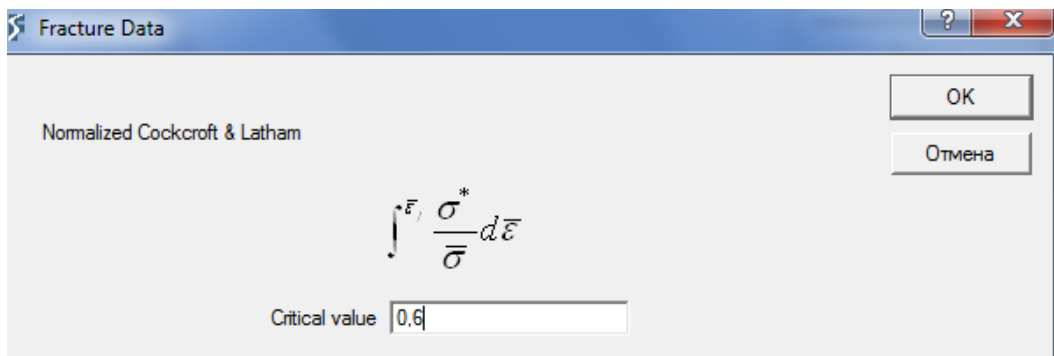 Fracture Data
OK
Normalized Cockcroft & Latham
Отмена
∫^ε̅f σ* / σ̅ dε̅
Critical value 0,6